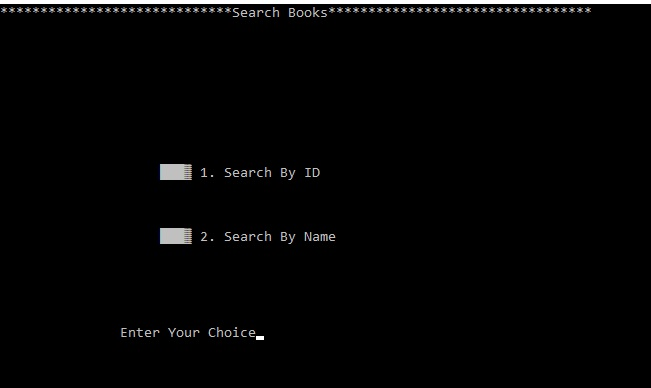 *****************************Search Books*********************************
1. Search By ID
2. Search By Name
Enter Your Choice